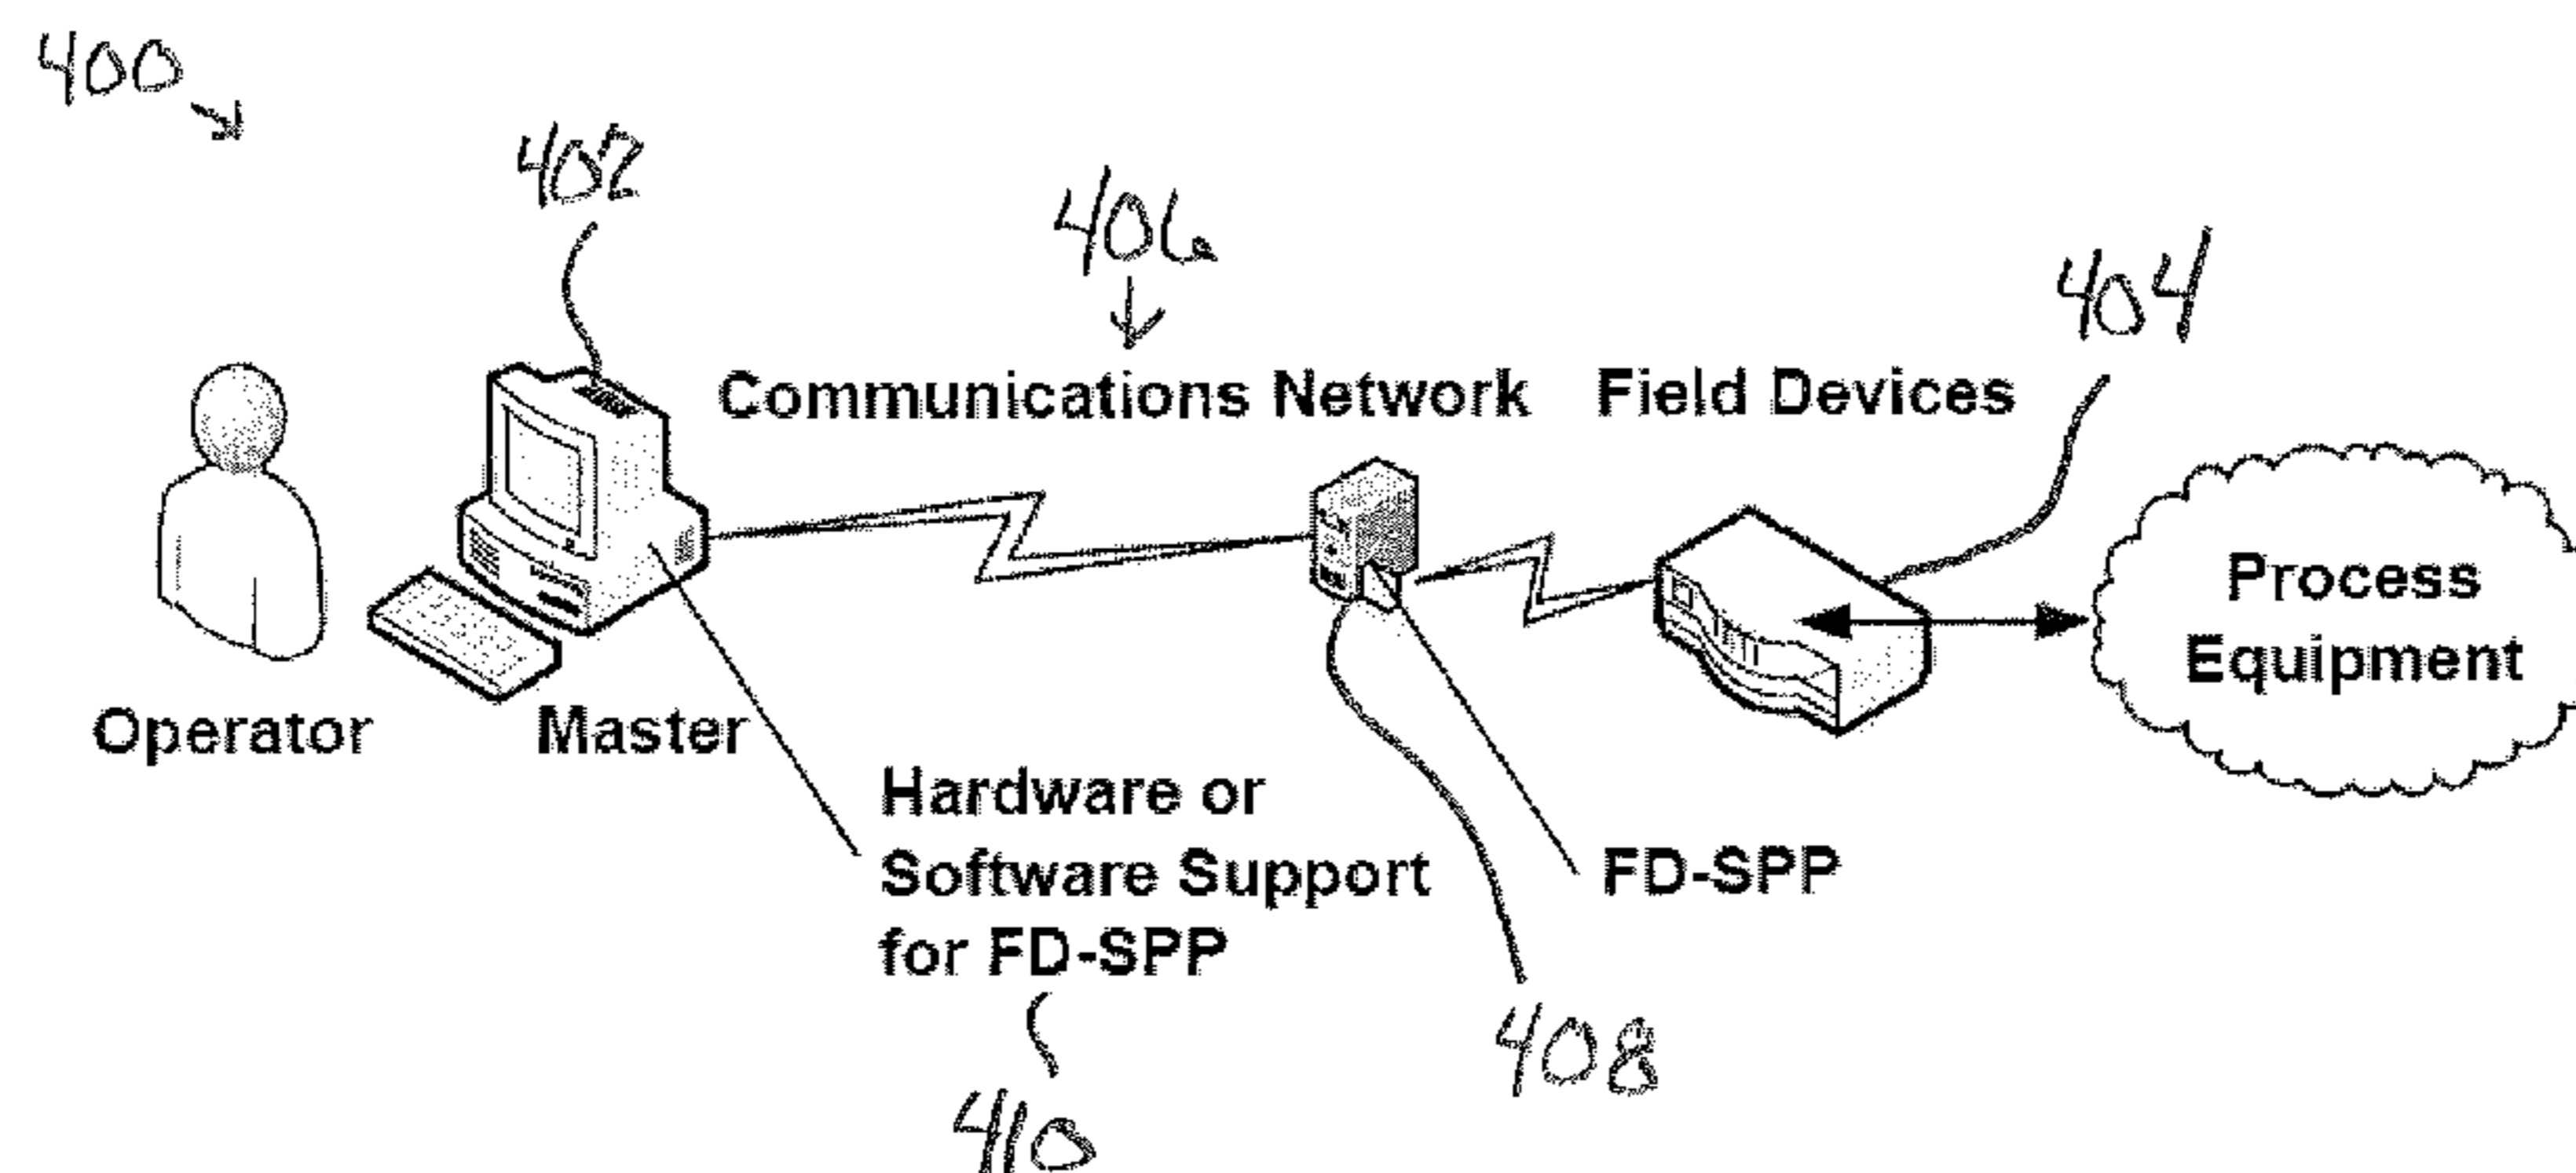 400
402
406
404
Communications Network
Field Devices
Process
Equipment
Operator
Master
Hardware or
Software Support
for FD-SPP
FD-SPP
408
410